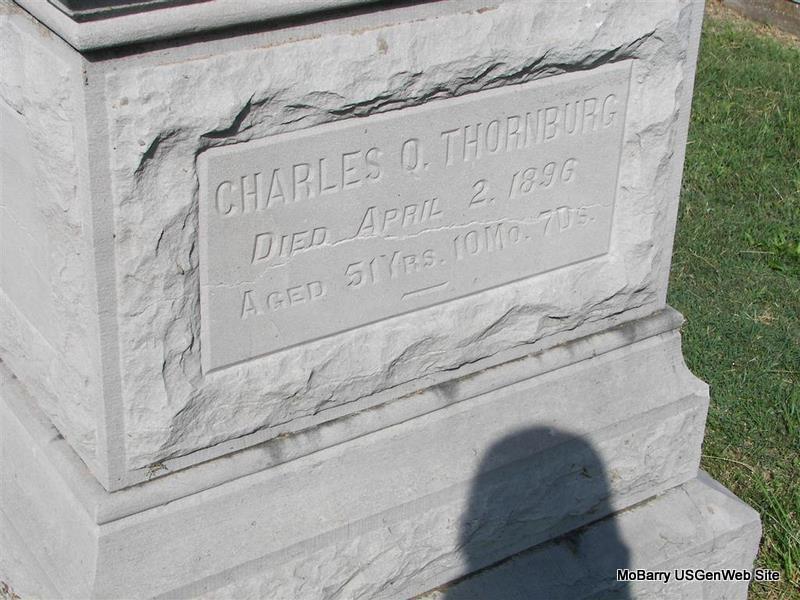 CHARLES O. THORNBURG
DIED APRIL 2, 1896
AGED 51 YRS. 10 MO. 7 DS.
MoBarry USGenWeb Site